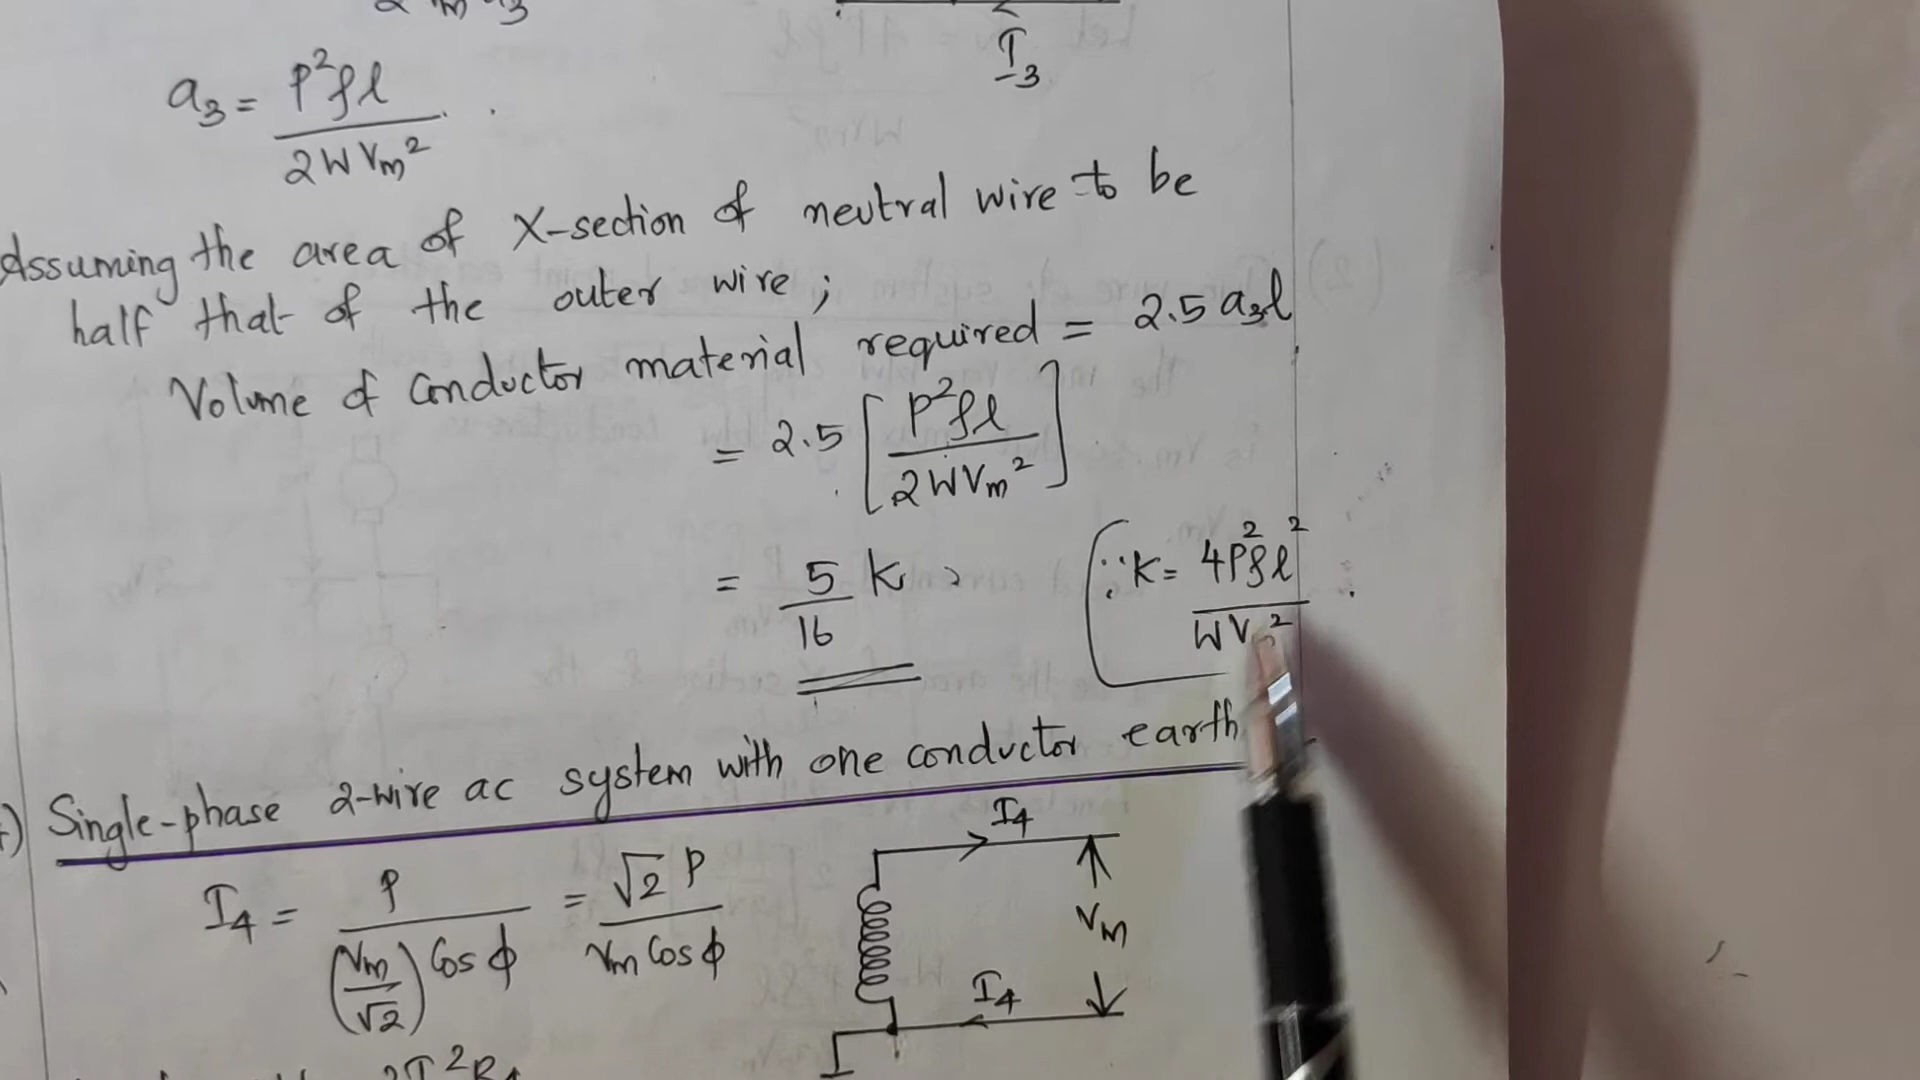 I₃
a₃ = P²ρl / 2WVm²
Assuming the area of X-section of neutral wire to be
half that of the outer wire;
Volume of Conductor material required = 2.5 a₃l
= 2.5 [P²ρl / 2WVm²]
= 5/16 K, (∵ K = 4P²ρl² / WV ²
) Single-phase 2-wire ac system with one conductor earth
I₄
I₄ = P / (Vm/√2) Cos ϕ = √2 P / Vm Cos ϕ
Vm
I₄